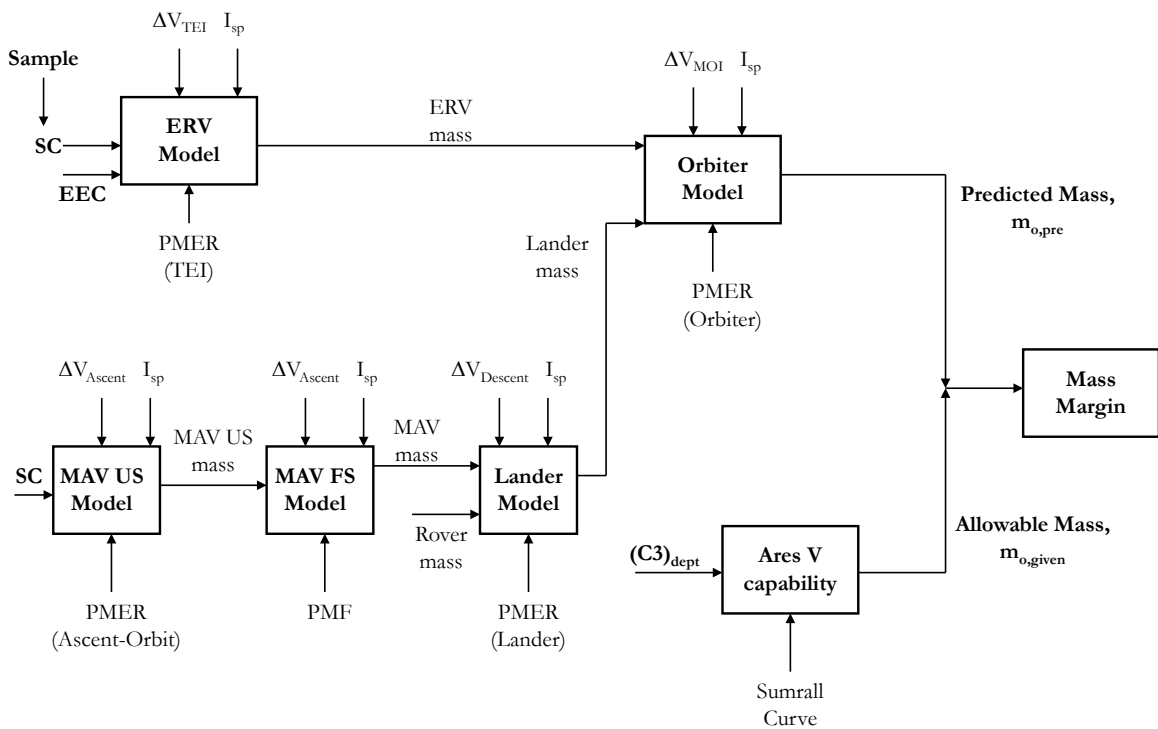 ΔV_TEI I_sp
Sample
ERV
Model
SC
EEC
PMER
(TEI)
ERV
mass
ΔV_MOI I_sp
Orbiter
Model
Lander
mass
PMER
(Orbiter)
Predicted Mass,
m_o,pre
ΔV_Ascent I_sp
ΔV_Ascent I_sp
ΔV_Descent I_sp
SC
MAV US
Model
MAV US
mass
MAV FS
Model
MAV
mass
Lander
Model
Rover
mass
PMER
(Ascent-Orbit)
PMF
PMER
(Lander)
Mass
Margin
(C3)_dept
Ares V
capability
Allowable Mass,
m_o,given
Sumrall
Curve